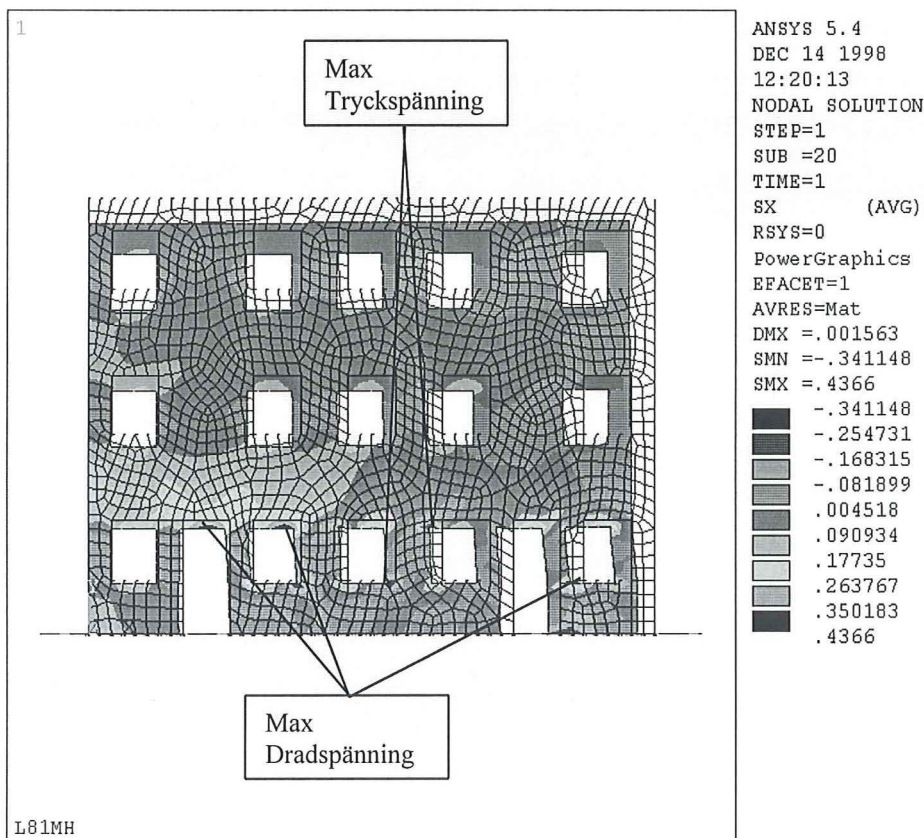 1
Max
Tryckspänning
ANSYS 5.4
DEC 14 1998
12:20:13
NODAL SOLUTION
STEP=1
SUB =20
TIME=1
SX (AVG)
RSYS=0
PowerGraphics
EFACET=1
AVRES=Mat
DMX =.001563
SMN =-.341148
SMX =.4366
-.341148
-.254731
-.168315
-.081899
.004518
.090934
.17735
.263767
.350183
.4366
Max
Dradspänning
L81MH